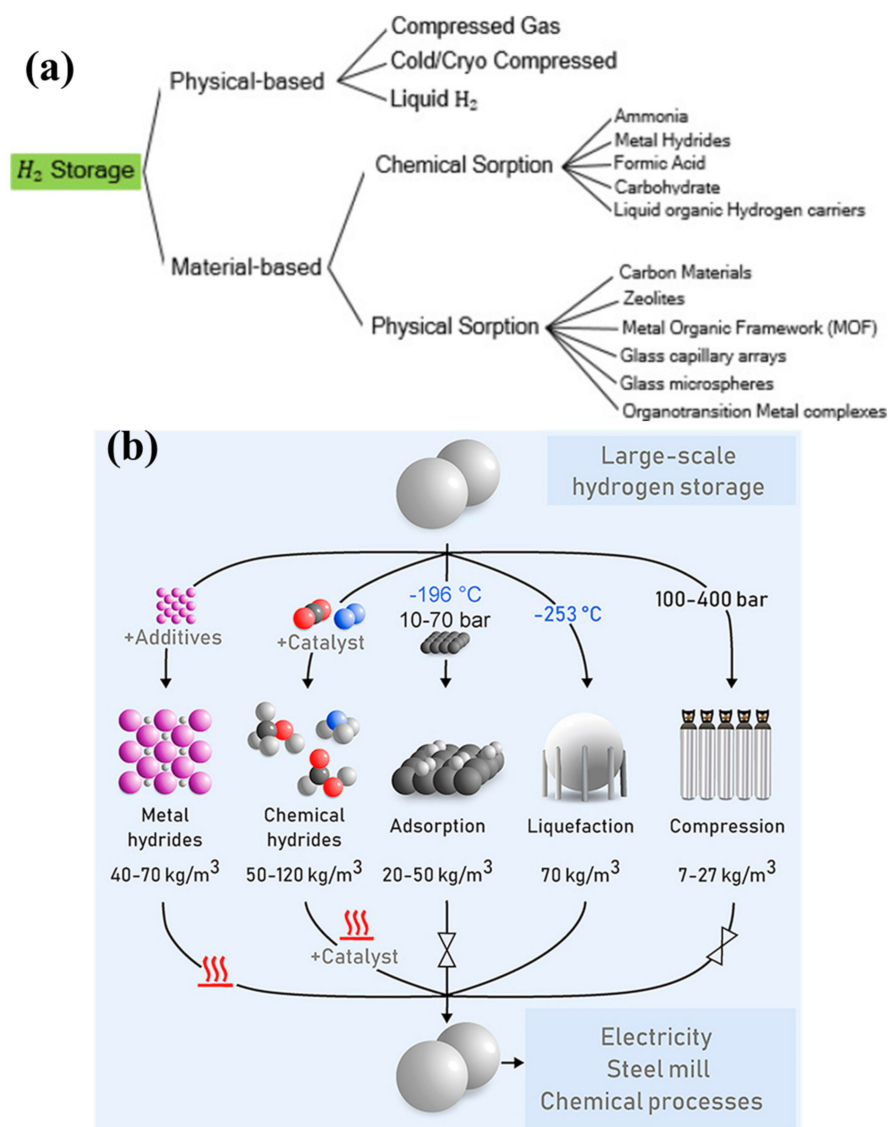 (a)
H₂ Storage
Physical-based
Compressed Gas
Cold/Cryo Compressed
Liquid H₂
Material-based
Chemical Sorption
Ammonia
Metal Hydrides
Formic Acid
Carbohydrate
Liquid organic Hydrogen carriers
Physical Sorption
Carbon Materials
Zeolites
Metal Organic Framework (MOF)
Glass capillary arrays
Glass microspheres
Organotransition Metal complexes
(b)
Large-scale
hydrogen storage
+Additives
+Catalyst
-196 °C
10-70 bar
-253 °C
100-400 bar
Metal
hydrides
40-70 kg/m³
Chemical
hydrides
50-120 kg/m³
Adsorption
20-50 kg/m³
Liquefaction
70 kg/m³
Compression
7-27 kg/m³
+Catalyst
Electricity
Steel mill
Chemical processes